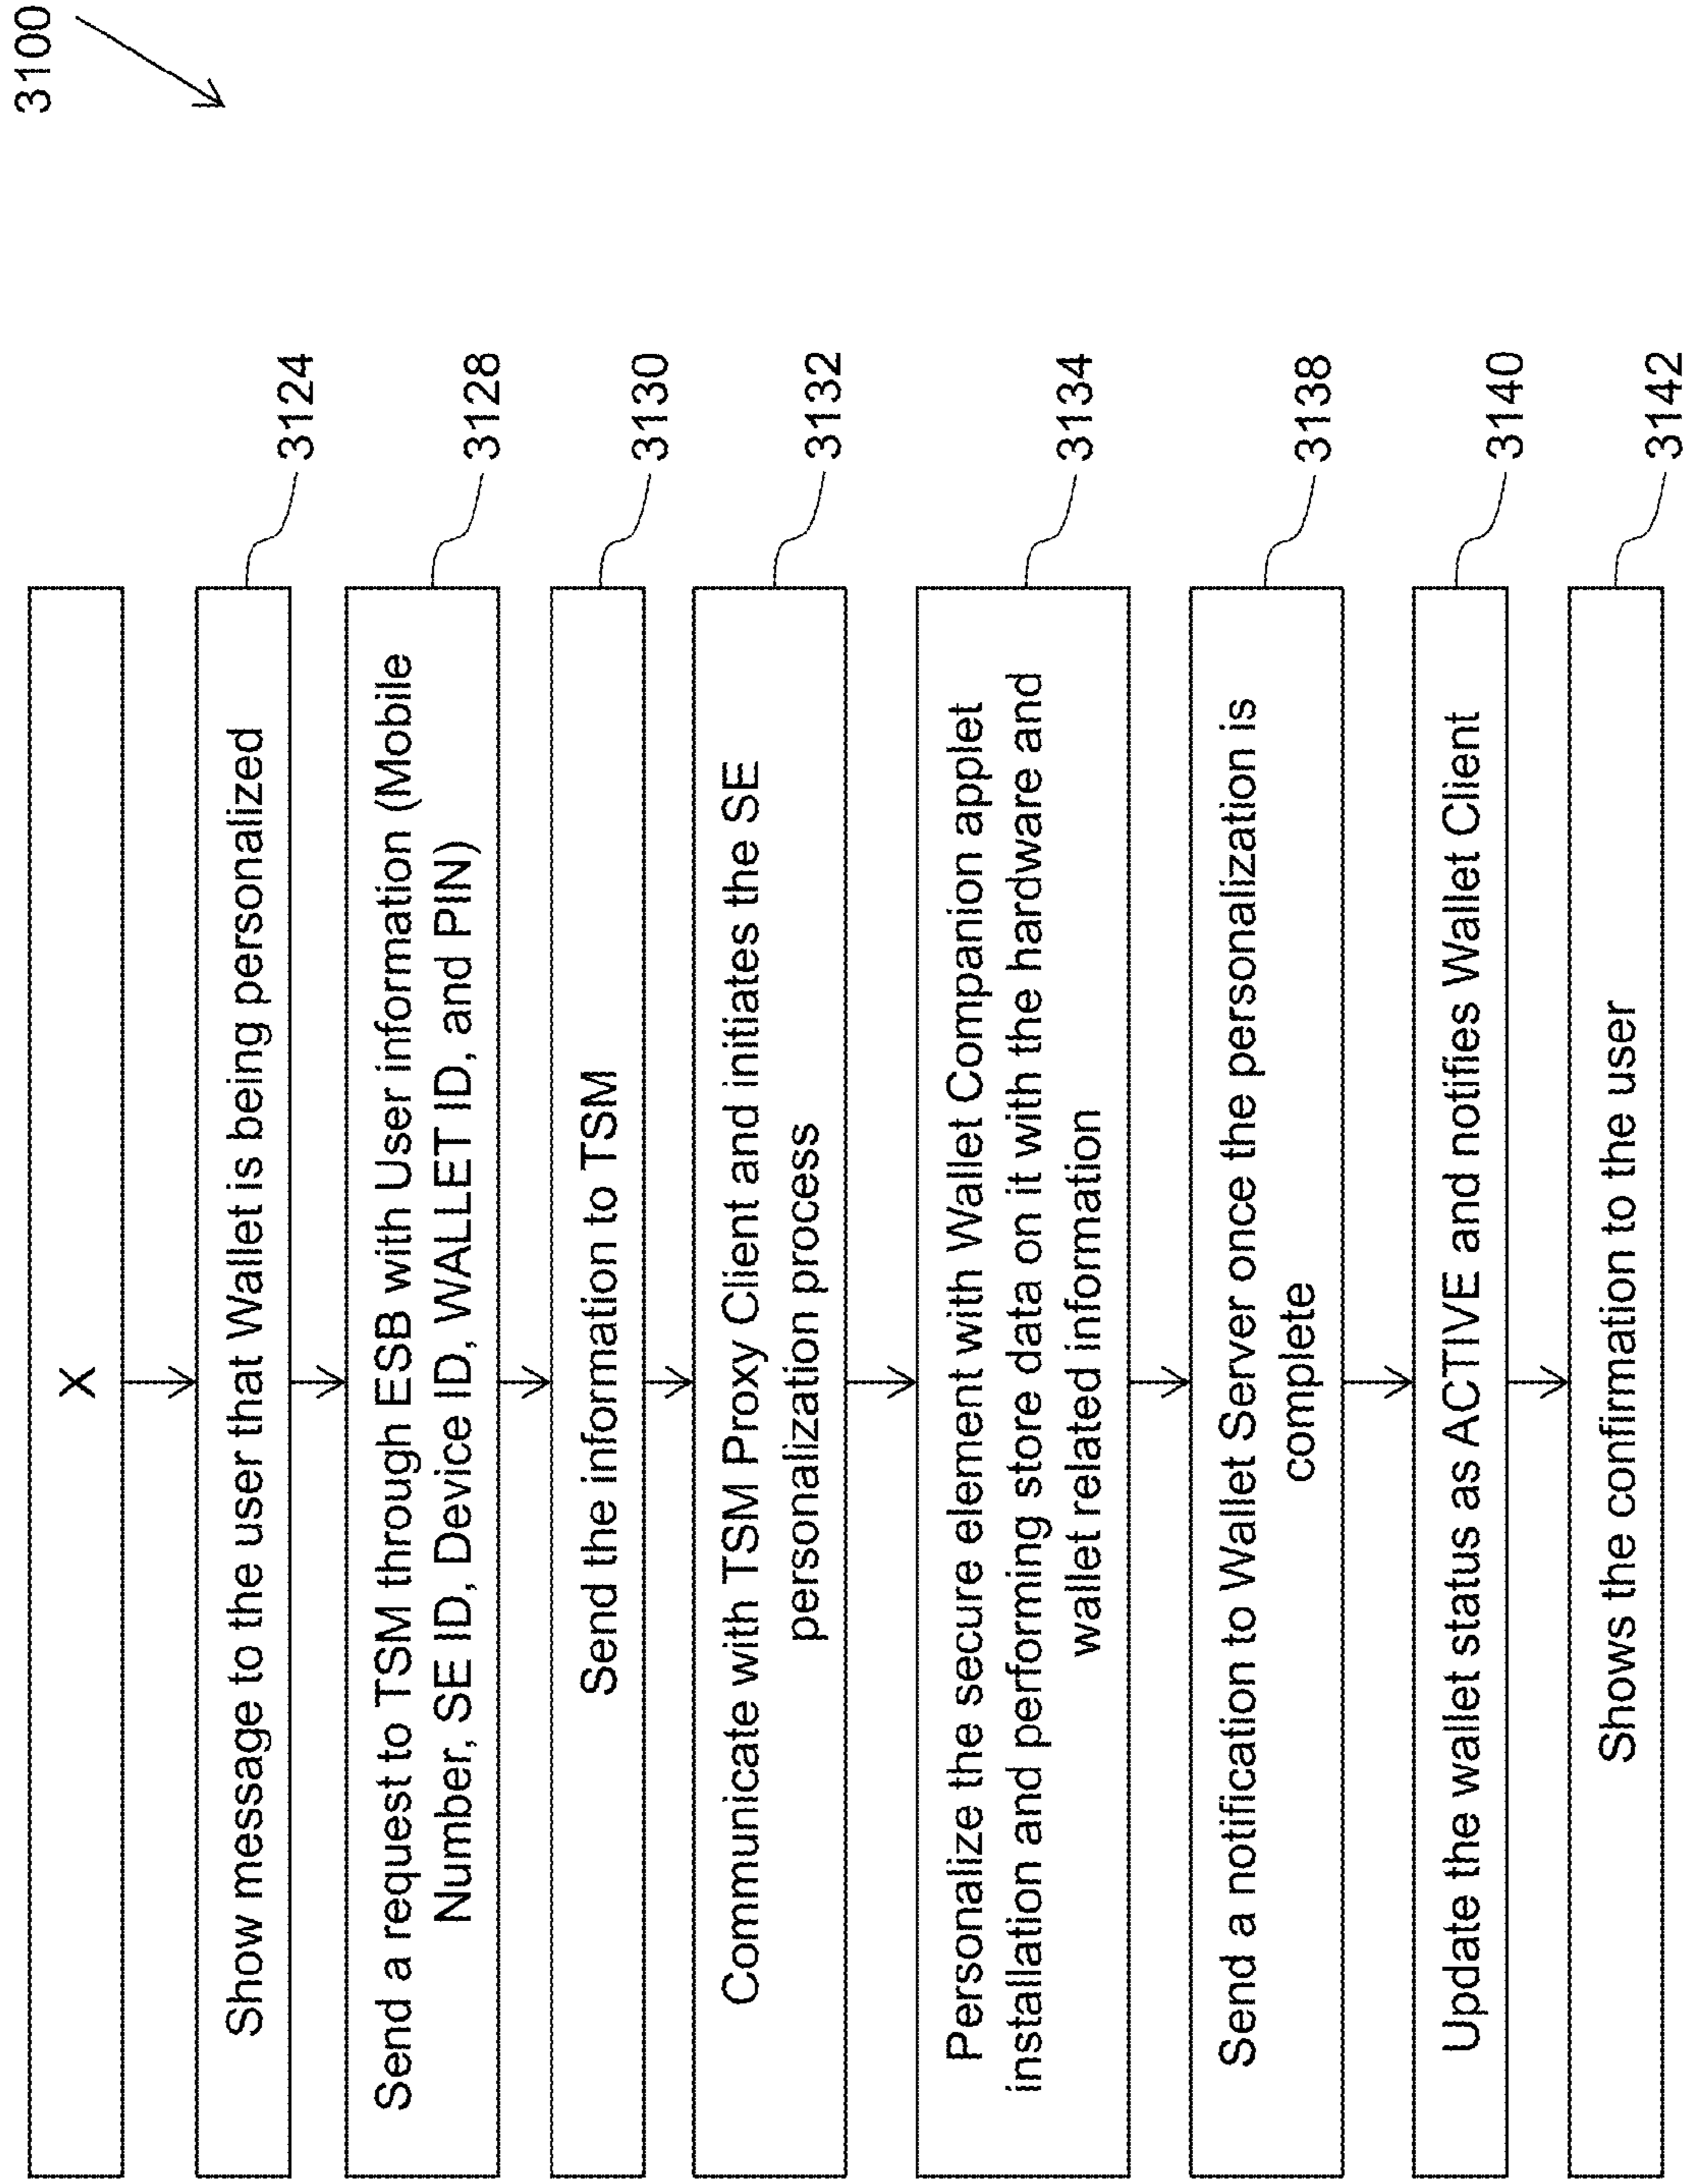 3100
X
Show message to the user that Wallet is being personalized
3124
Send a request to TSM through ESB with User information (Mobile
Number, SE ID, Device ID, WALLET ID, and PIN)
3128
Send the information to TSM
3130
Communicate with TSM Proxy Client and initiates the SE
personalization process
3132
Personalize the secure element with Wallet Companion applet
installation and performing store data on it with the hardware and
wallet related information
3134
Send a notification to Wallet Server once the personalization is
complete
3138
Update the wallet status as ACTIVE and notifies Wallet Client
3140
Shows the confirmation to the user
3142